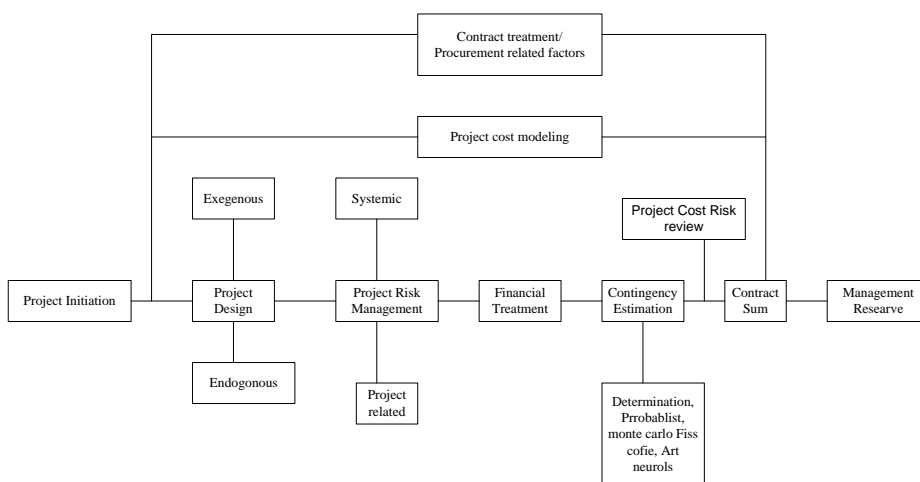 Contract treatment/
Procurement related factors
Project cost modeling
Exegenous
Systemic
Project Cost Risk
review
Project Initiation
Project
Design
Project Risk
Management
Financial
Treatment
Contingency
Estimation
Contract
Sum
Management
Researve
Endogonous
Project
related
Determination,
Prrobablist,
monte carlo Fiss
cofie, Art
neurols